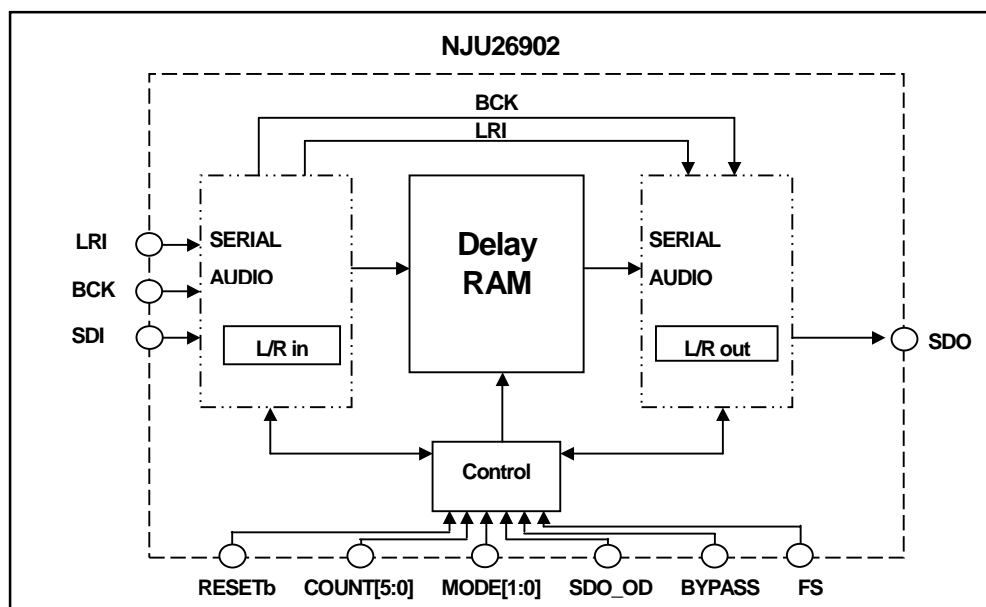 NJU26902
BCK
LRI
LRI
BCK
SDI
SERIAL
AUDIO
L/R in
Delay
RAM
SERIAL
AUDIO
L/R out
SDO
Control
RESETb COUNT[5:0] MODE[1:0] SDO_OD BYPASS FS